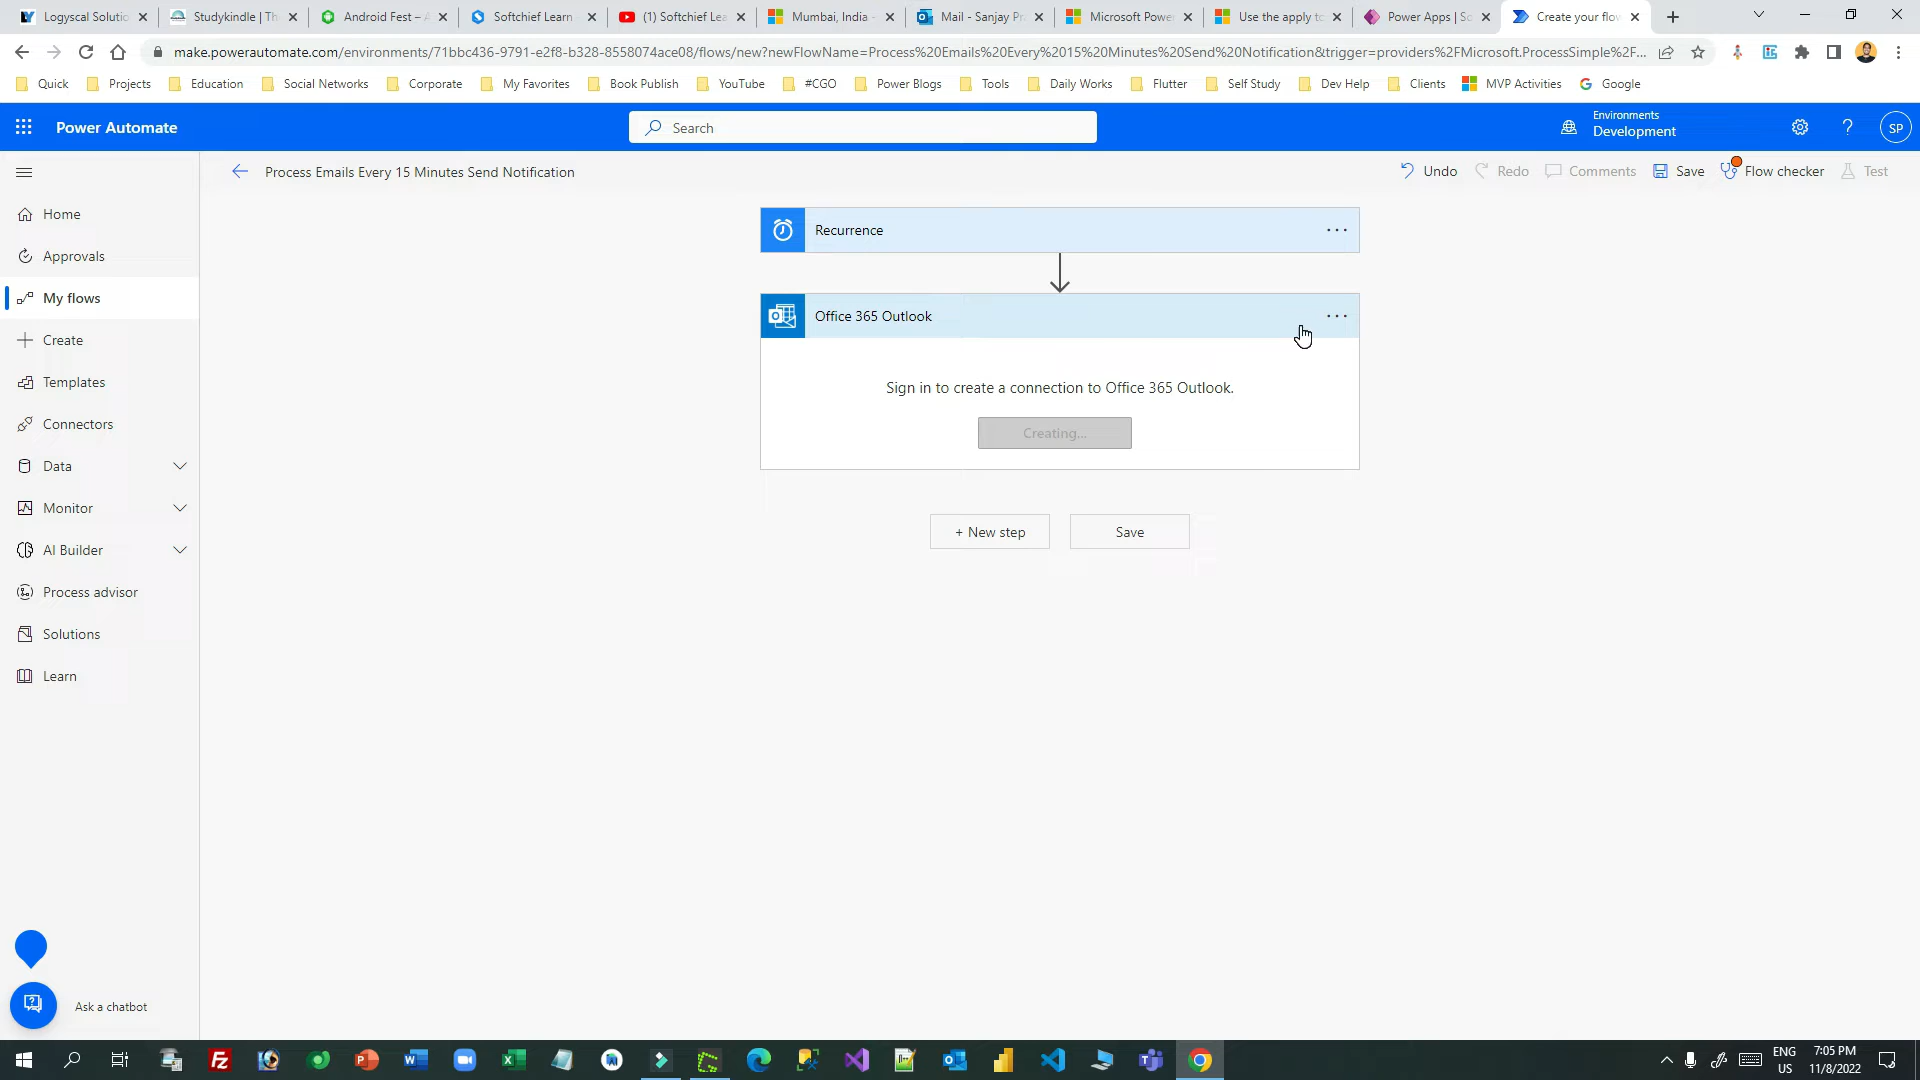 Logyscal Solutio
Studykindle | Th
Android Fest – A
Softchief Learn
(1) Softchief Lea
Mumbai, India -
Mail - Sanjay Pr
Microsoft Powe
Use the apply to
Power Apps | So
Create your flow
make.powerautomate.com/environments/71bbc436-9791-e2f8-b328-8558074ace08/flows/new?newFlowName=Process%20Emails%20Every%2015%20Minutes%20Send%20Notification&trigger=providers%2FMicrosoft.ProcessSimple%2F...
Quick
Projects
Education
Social Networks
Corporate
My Favorites
Book Publish
YouTube
#CGO
Power Blogs
Tools
Daily Works
Flutter
Self Study
Dev Help
Clients
MVP Activities
Google
Power Automate
Search
Environments
Development
SP
Process Emails Every 15 Minutes Send Notification
Undo
Redo
Comments
Save
Flow checker
Test
Home
Approvals
My flows
Create
Templates
Connectors
Data
Monitor
AI Builder
Process advisor
Solutions
Learn
Recurrence
Office 365 Outlook
Sign in to create a connection to Office 365 Outlook.
Creating...
+ New step
Save
Ask a chatbot
ENG
US
7:05 PM
11/8/2022